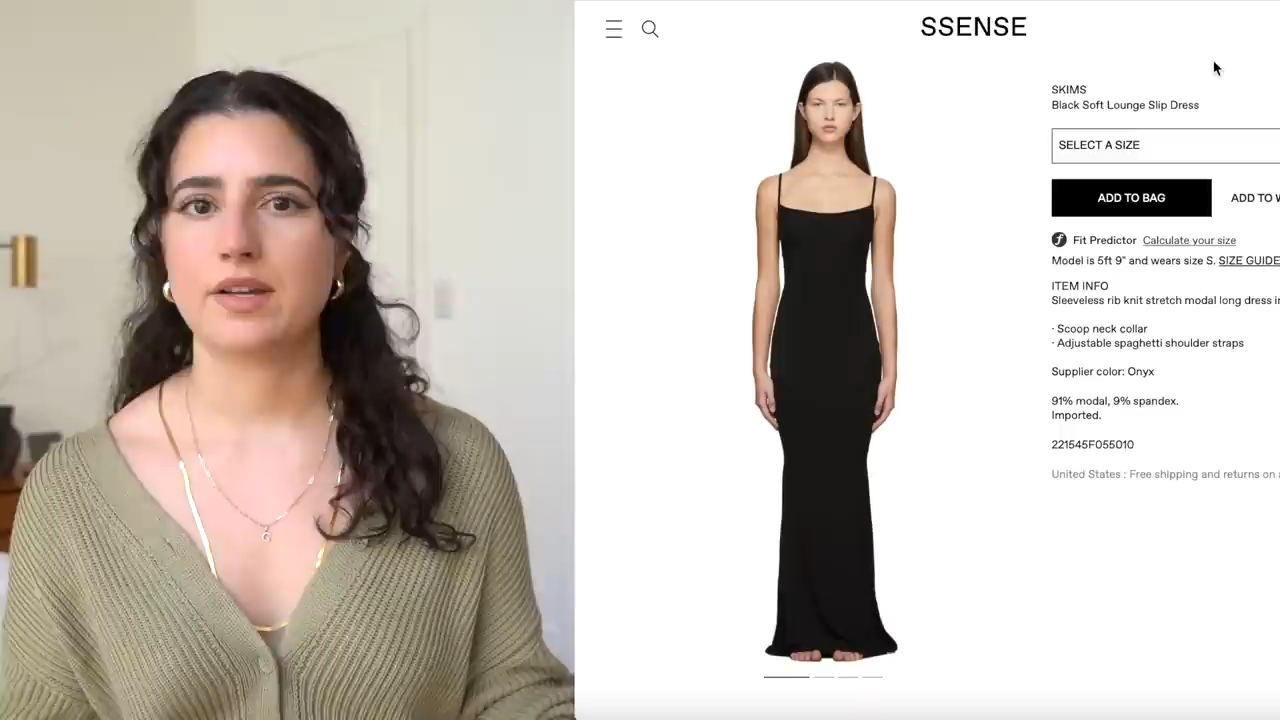 SSENSE
SKIMS
Black Soft Lounge Slip Dress
SELECT A SIZE
ADD TO BAG
ADD TO W
Fit Predictor Calculate your size
Model is 5ft 9" and wears size S. SIZE GUIDE
ITEM INFO
Sleeveless rib knit stretch modal long dress in
· Scoop neck collar
· Adjustable spaghetti shoulder straps
Supplier color: Onyx
91% modal, 9% spandex.
Imported.
221545F055010
United States : Free shipping and returns on a